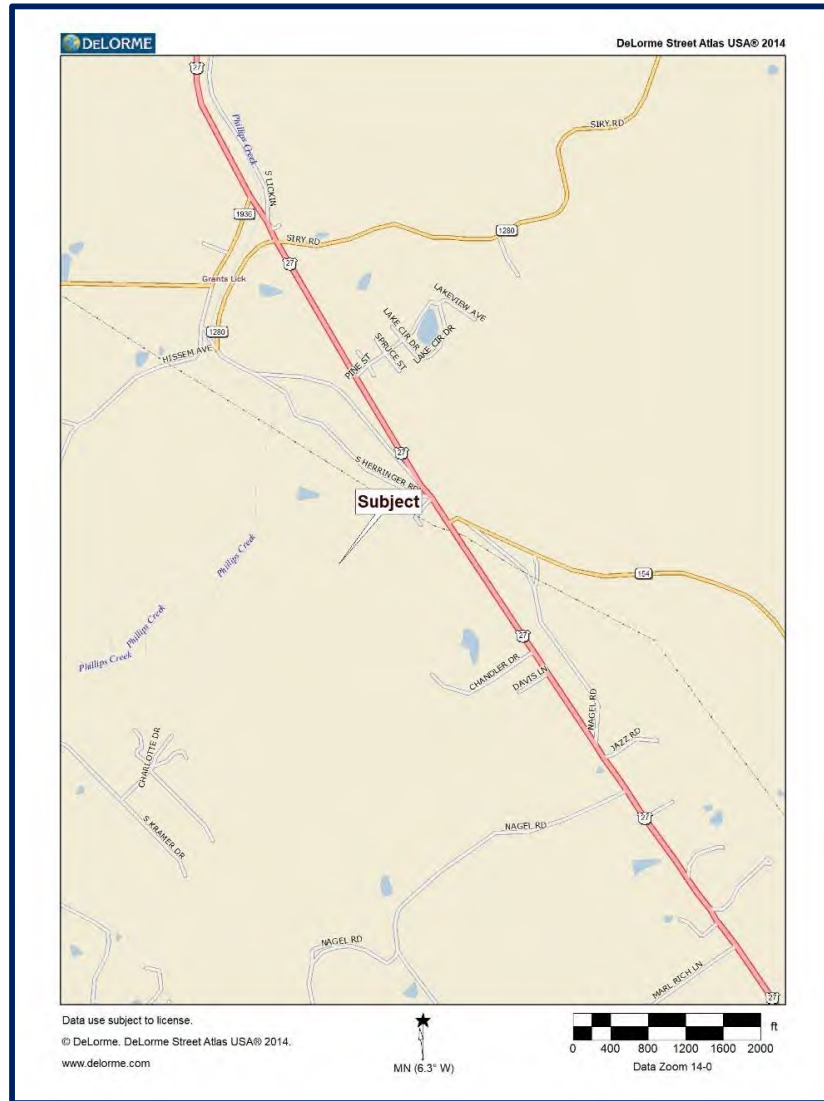 DELORME
DeLorme Street Atlas USA® 2014
27
Phillips Creek
S LICKIN
SIRY RD
1936
SIRY RD
1280
27
Grants Lick
LAKEVIEW AVE
LAKE CIR DR
1280
LAKE CIR DR
SPRUCE ST
HISSEM AVE
PINE ST
27
S HERRINGER RD
Subject
Phillips Creek
154
Phillips Creek
27
Phillips Creek
CHANDLER DR
DAVIS LN
NAGEL RD
CHARLOTTE DR
JAZZ RD
27
S KRAMER DR
NAGEL RD
NAGEL RD
MARL RICH LN
27
Data use subject to license.
© DeLorme. DeLorme Street Atlas USA® 2014.
www.delorme.com
MN (6.3° W)
ft
0 400 800 1200 1600 2000
Data Zoom 14-0